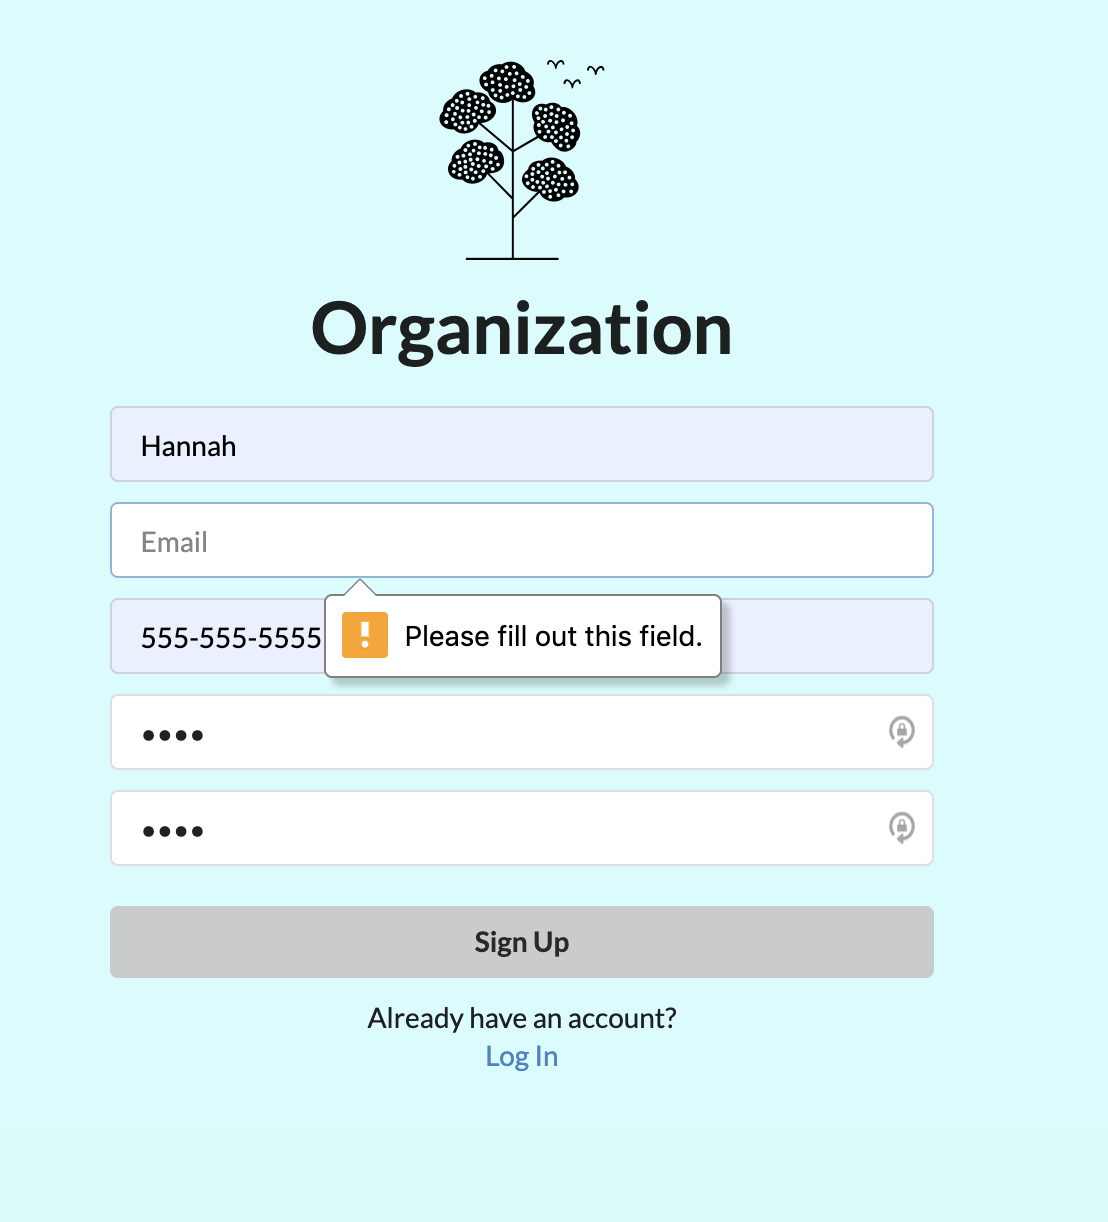 Organization
Hannah
Email
555-555-5555
Please fill out this field.
••••
••••
Sign Up
Already have an account?
Log In